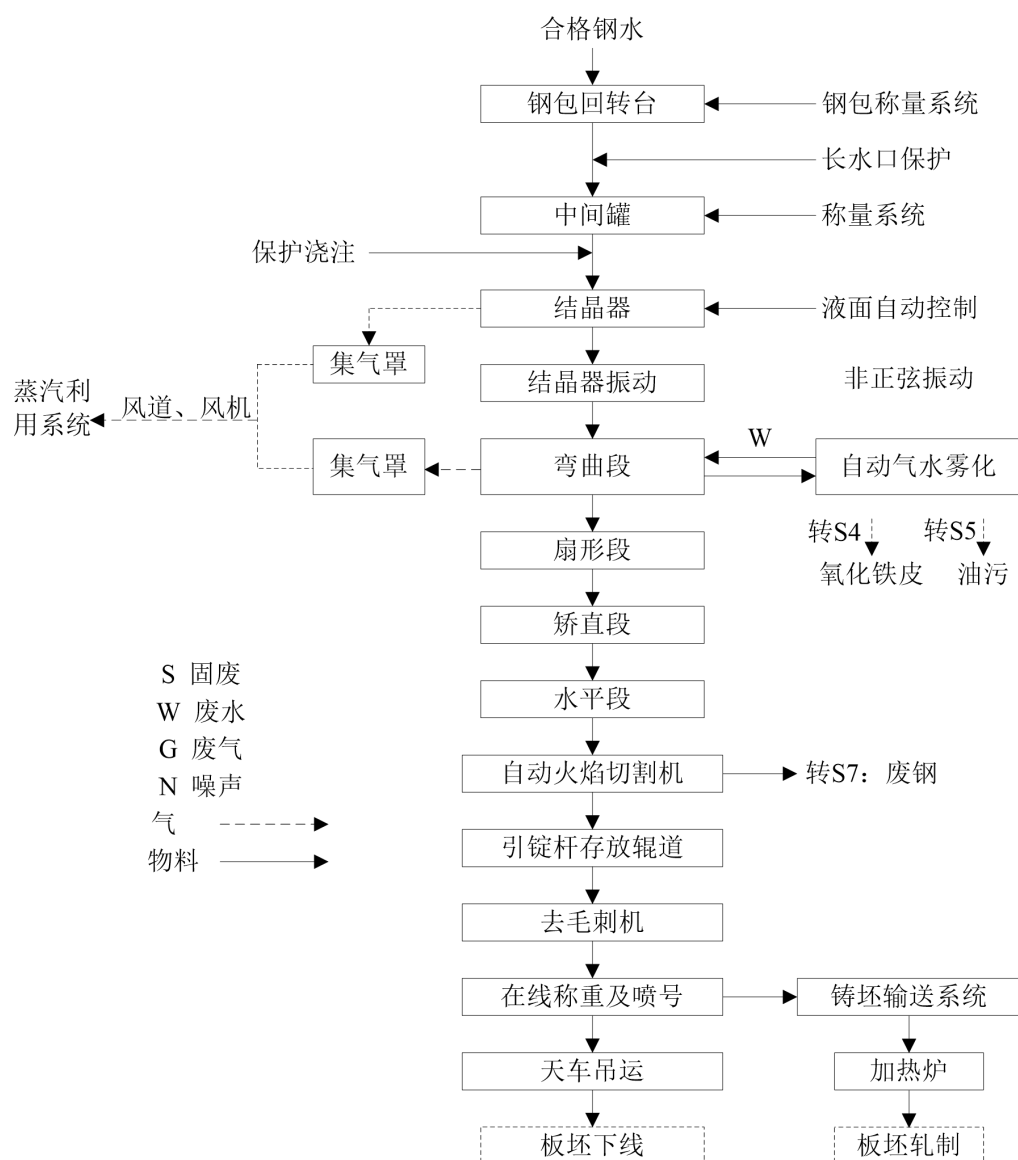 合格钢水
钢包回转台
钢包称量系统
长水口保护
中间罐
称量系统
保护浇注
结晶器
液面自动控制
集气罩
结晶器振动
非正弦振动
蒸汽利
用系统
风道、风机
W
集气罩
弯曲段
自动气水雾化
转S4
转S5
扇形段
氧化铁皮
油污
矫直段
S 固废
水平段
W 废水
G 废气
自动火焰切割机
转S7：废钢
N 噪声
气
引锭杆存放辊道
物料
去毛刺机
在线称重及喷号
铸坯输送系统
天车吊运
加热炉
板坯下线
板坯轧制